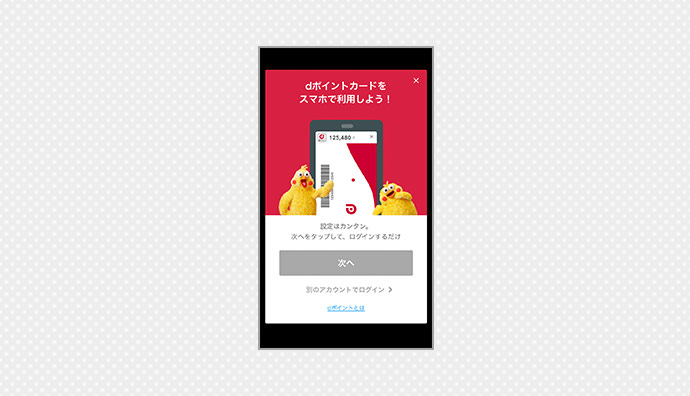 dポイントカードを
スマホで利用しよう！
125,480
設定はカンタン。
次へをタップして、ログインするだけ
次へ
別のアカウントでログイン
dポイントとは